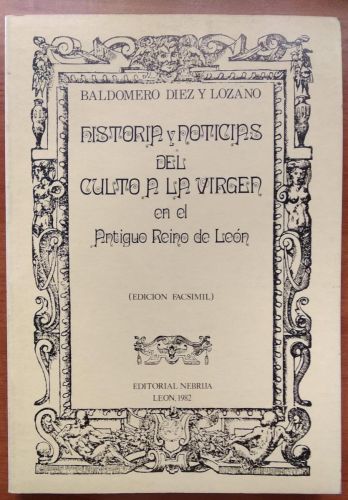 BALDOMERO DIEZ Y LOZANO
HISTORIA y NOTICIAS
DEL
CULTO A LA VIRGEN
en el
Antiguo Reino de León
(EDICION FACSIMIL)
EDITORIAL NEBRIJA
LEON, 1982